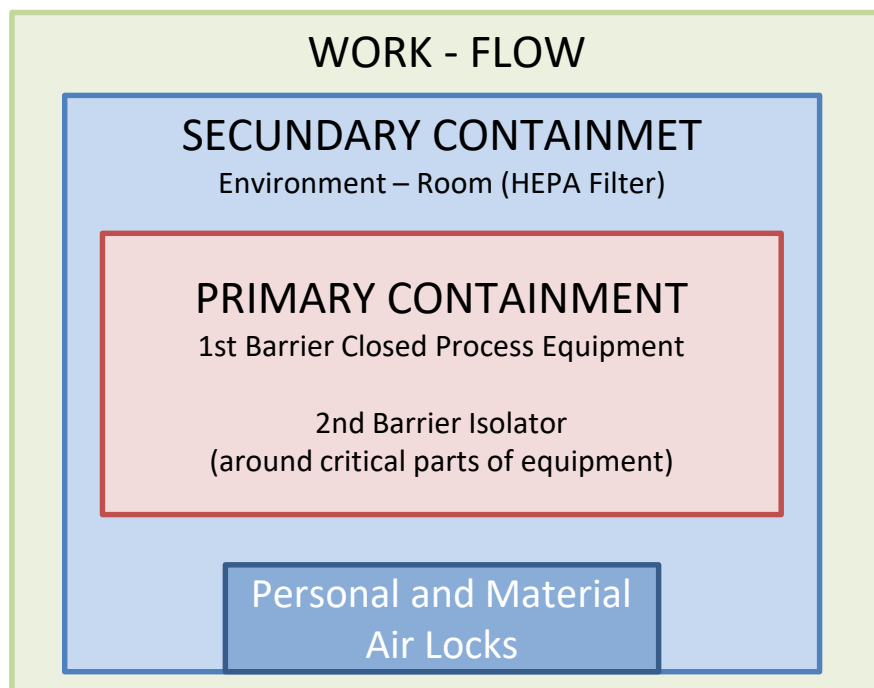 WORK - FLOW
SECUNDARY CONTAINMET
Environment – Room (HEPA Filter)
PRIMARY CONTAINMENT
1st Barrier Closed Process Equipment
2nd Barrier Isolator
(around critical parts of equipment)
Personal and Material
Air Locks